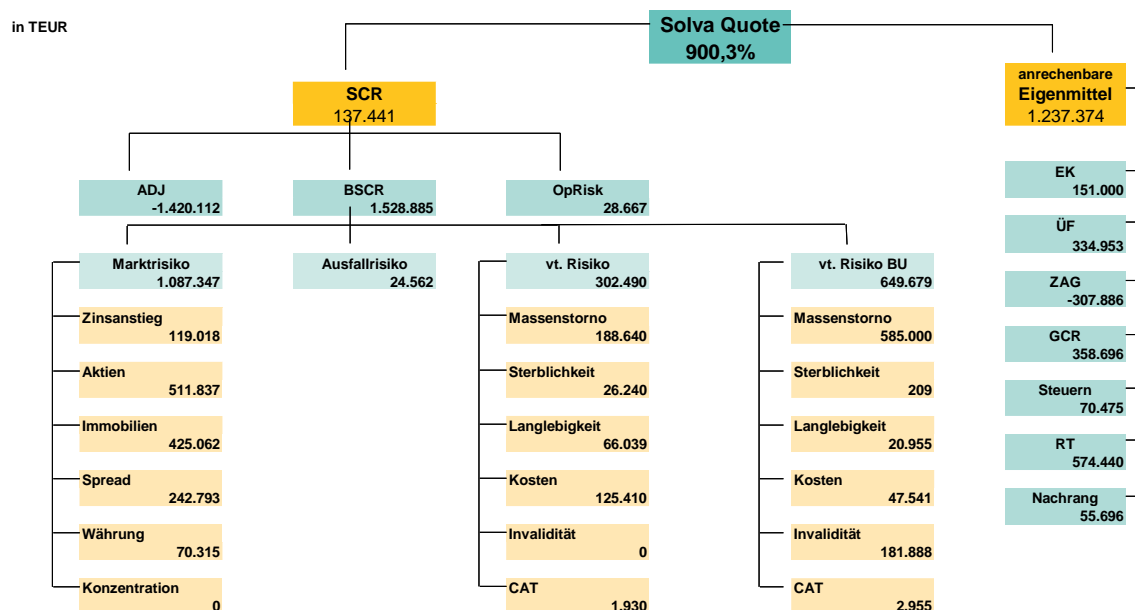 in TEUR
Solva Quote
900,3%
SCR
137.441
anrechenbare
Eigenmittel
1.237.374
ADJ
-1.420.112
BSCR
1.528.885
OpRisk
28.667
EK
151.000
ÜF
334.953
ZAG
-307.886
GCR
358.696
Steuern
70.475
RT
574.440
Nachrang
55.696
Marktrisiko
1.087.347
Ausfallrisiko
24.562
vt. Risiko
302.490
vt. Risiko BU
649.679
Zinsanstieg
119.018
Aktien
511.837
Immobilien
425.062
Spread
242.793
Währung
70.315
Konzentration
0
Massenstorno
188.640
Sterblichkeit
26.240
Langlebigkeit
66.039
Kosten
125.410
Invalidität
0
CAT
1.930
Massenstorno
585.000
Sterblichkeit
209
Langlebigkeit
20.955
Kosten
47.541
Invalidität
181.888
CAT
2.955